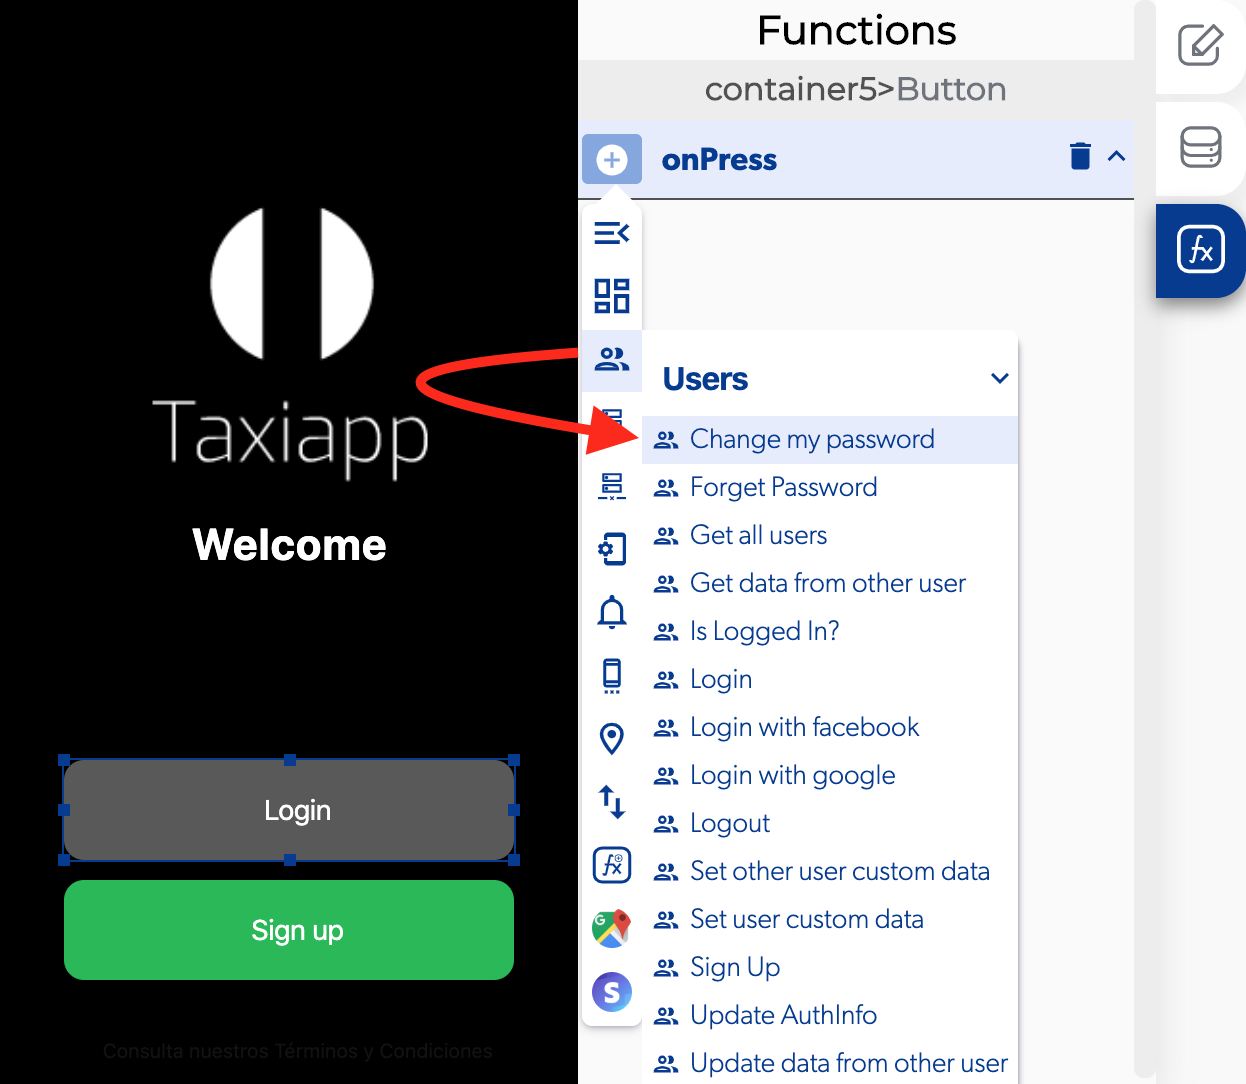 Taxiapp
Welcome
Login
Sign up
Consulta nuestros Términos y Condiciones
Functions
container5>Button
onPress
Users
Change my password
Forget Password
Get all users
Get data from other user
Is Logged In?
Login
Login with facebook
Login with google
Logout
Set other user custom data
Set user custom data
Sign Up
Update AuthInfo
Update data from other user
fx
fx
G
S